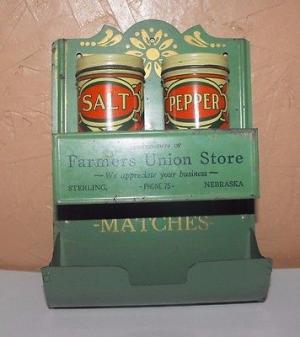 SALT
PEPPER
COMPLIMENTS OF
Farmers Union Store
—We appreciate your business—
STERLING, - PHONE 75 - NEBRASKA
-MATCHES-